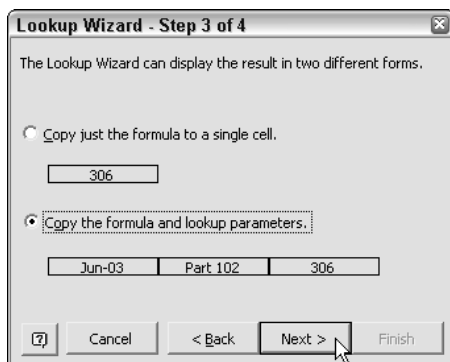 Lookup Wizard - Step 3 of 4
The Lookup Wizard can display the result in two different forms.
Copy just the formula to a single cell.
306
Copy the formula and lookup parameters.
Jun-03 Part 102 306
? Cancel < Back Next > Finish